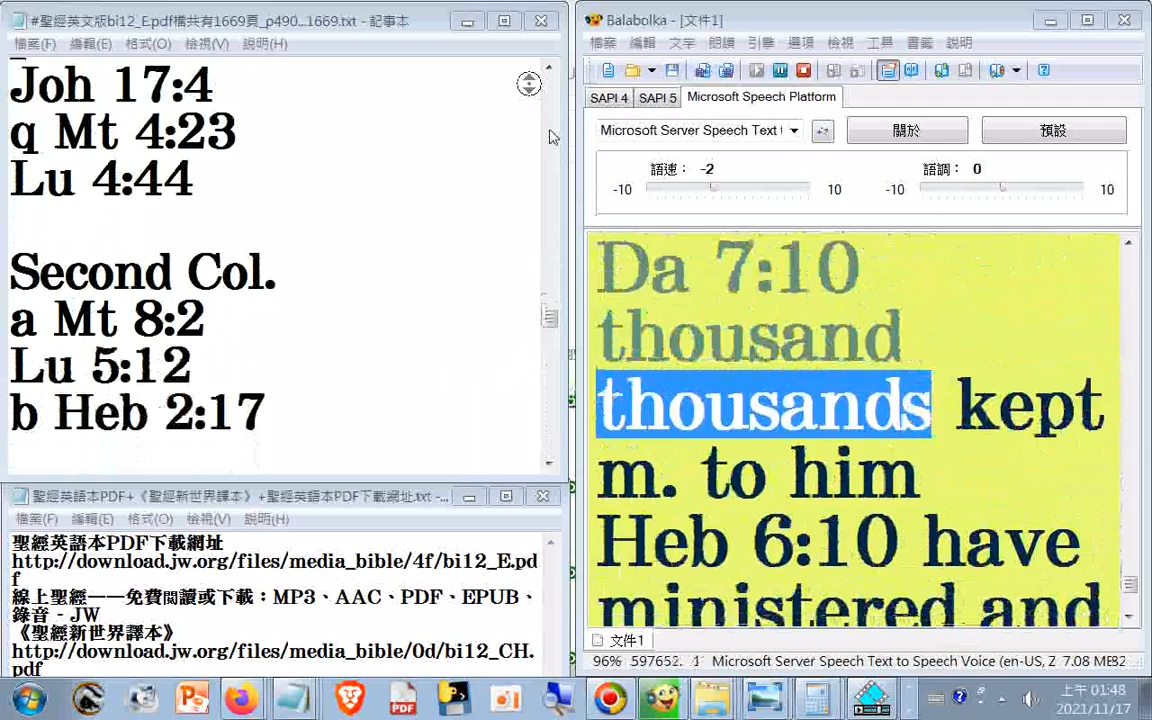 #聖經英文版bi12_E.pdf檔共有1669頁_p490...1669.txt - 記事本
檔案(F) 編輯(E) 格式(O) 檢視(V) 說明(H)
Joh 17:4
q Mt 4:23
Lu 4:44
Second Col.
a Mt 8:2
Lu 5:12
b Heb 2:17
聖經英語本PDF+《聖經新世界譯本》+聖經英語本PDF下載網址.txt - ...
檔案(F) 編輯(E) 格式(O) 檢視(V) 說明(H)
聖經英語本PDF下載網址
http://download.jw.org/files/media_bible/4f/bi12_E.pd
f
線上聖經——免費閱讀或下載：MP3、AAC、PDF、EPUB、
錄音 - JW
《聖經新世界譯本》
http://download.jw.org/files/media_bible/0d/bi12_CH.
pdf
Balabolka - [文件1]
檔案 編輯 文字 朗讀 引擎 選項 檢視 工具 書籤 說明
SAPI 4 SAPI 5 Microsoft Speech Platform
Microsoft Server Speech Text 關於 預設
語速： -2 語調： 0
-10 10 -10 10
Da 7:10
thousand
thousands kept
m. to him
Heb 6:10 have
ministered and
文件1
96% 597652. Microsoft Server Speech Text to Speech Voice (en-US, Z 7.08 ME
上午 01:48
2021/11/17